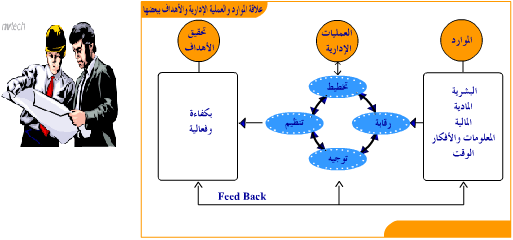 nwtech
علاقة الموارد والعملية الإدارية والأهداف ببعضها
الموارد
العمليات
الإدارية
تحقيق
الأهداف
البشرية
المادية
المالية
المعلومات والأفكار
الوقت
تخطيط
رقابة
تنظيم
توجيه
بكفاءة
وفعالية
Feed Back